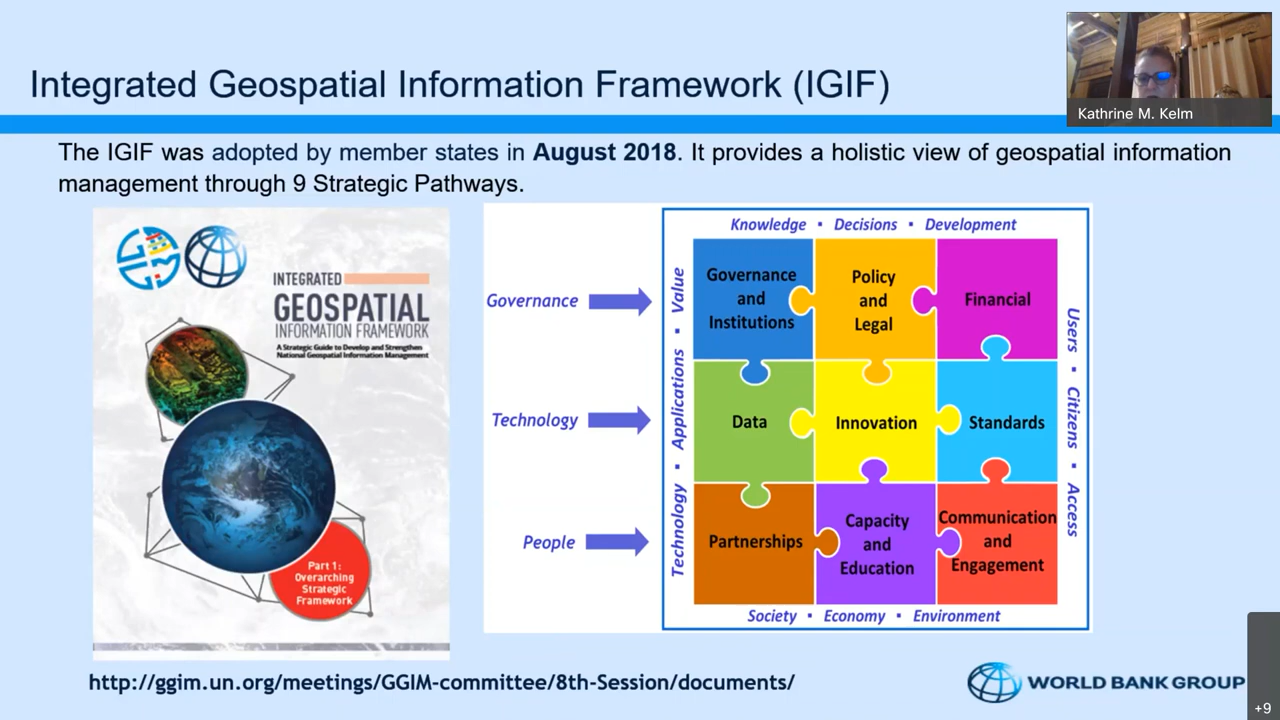 Integrated Geospatial Information Framework (IGIF)
Kathrine M. Kelm
The IGIF was adopted by member states in August 2018. It provides a holistic view of geospatial information
management through 9 Strategic Pathways.
INTEGRATED
GEOSPATIAL
INFORMATION FRAMEWORK
A Strategic Guide to Develop and Strengthen
National Geospatial Information Management
Part 1:
Overarching
Strategic
Framework
Knowledge ▪ Decisions ▪ Development
Governance
Technology
People
Technology ▪ Applications ▪ Value
Governance
and
Institutions
Policy
and
Legal
Financial
Data
Innovation
Standards
Partnerships
Capacity
and
Education
Communication
and
Engagement
Users ▪ Citizens ▪ Access
Society ▪ Economy ▪ Environment
http://ggim.un.org/meetings/GGIM-committee/8th-Session/documents/
WORLD BANK GROUP
+9